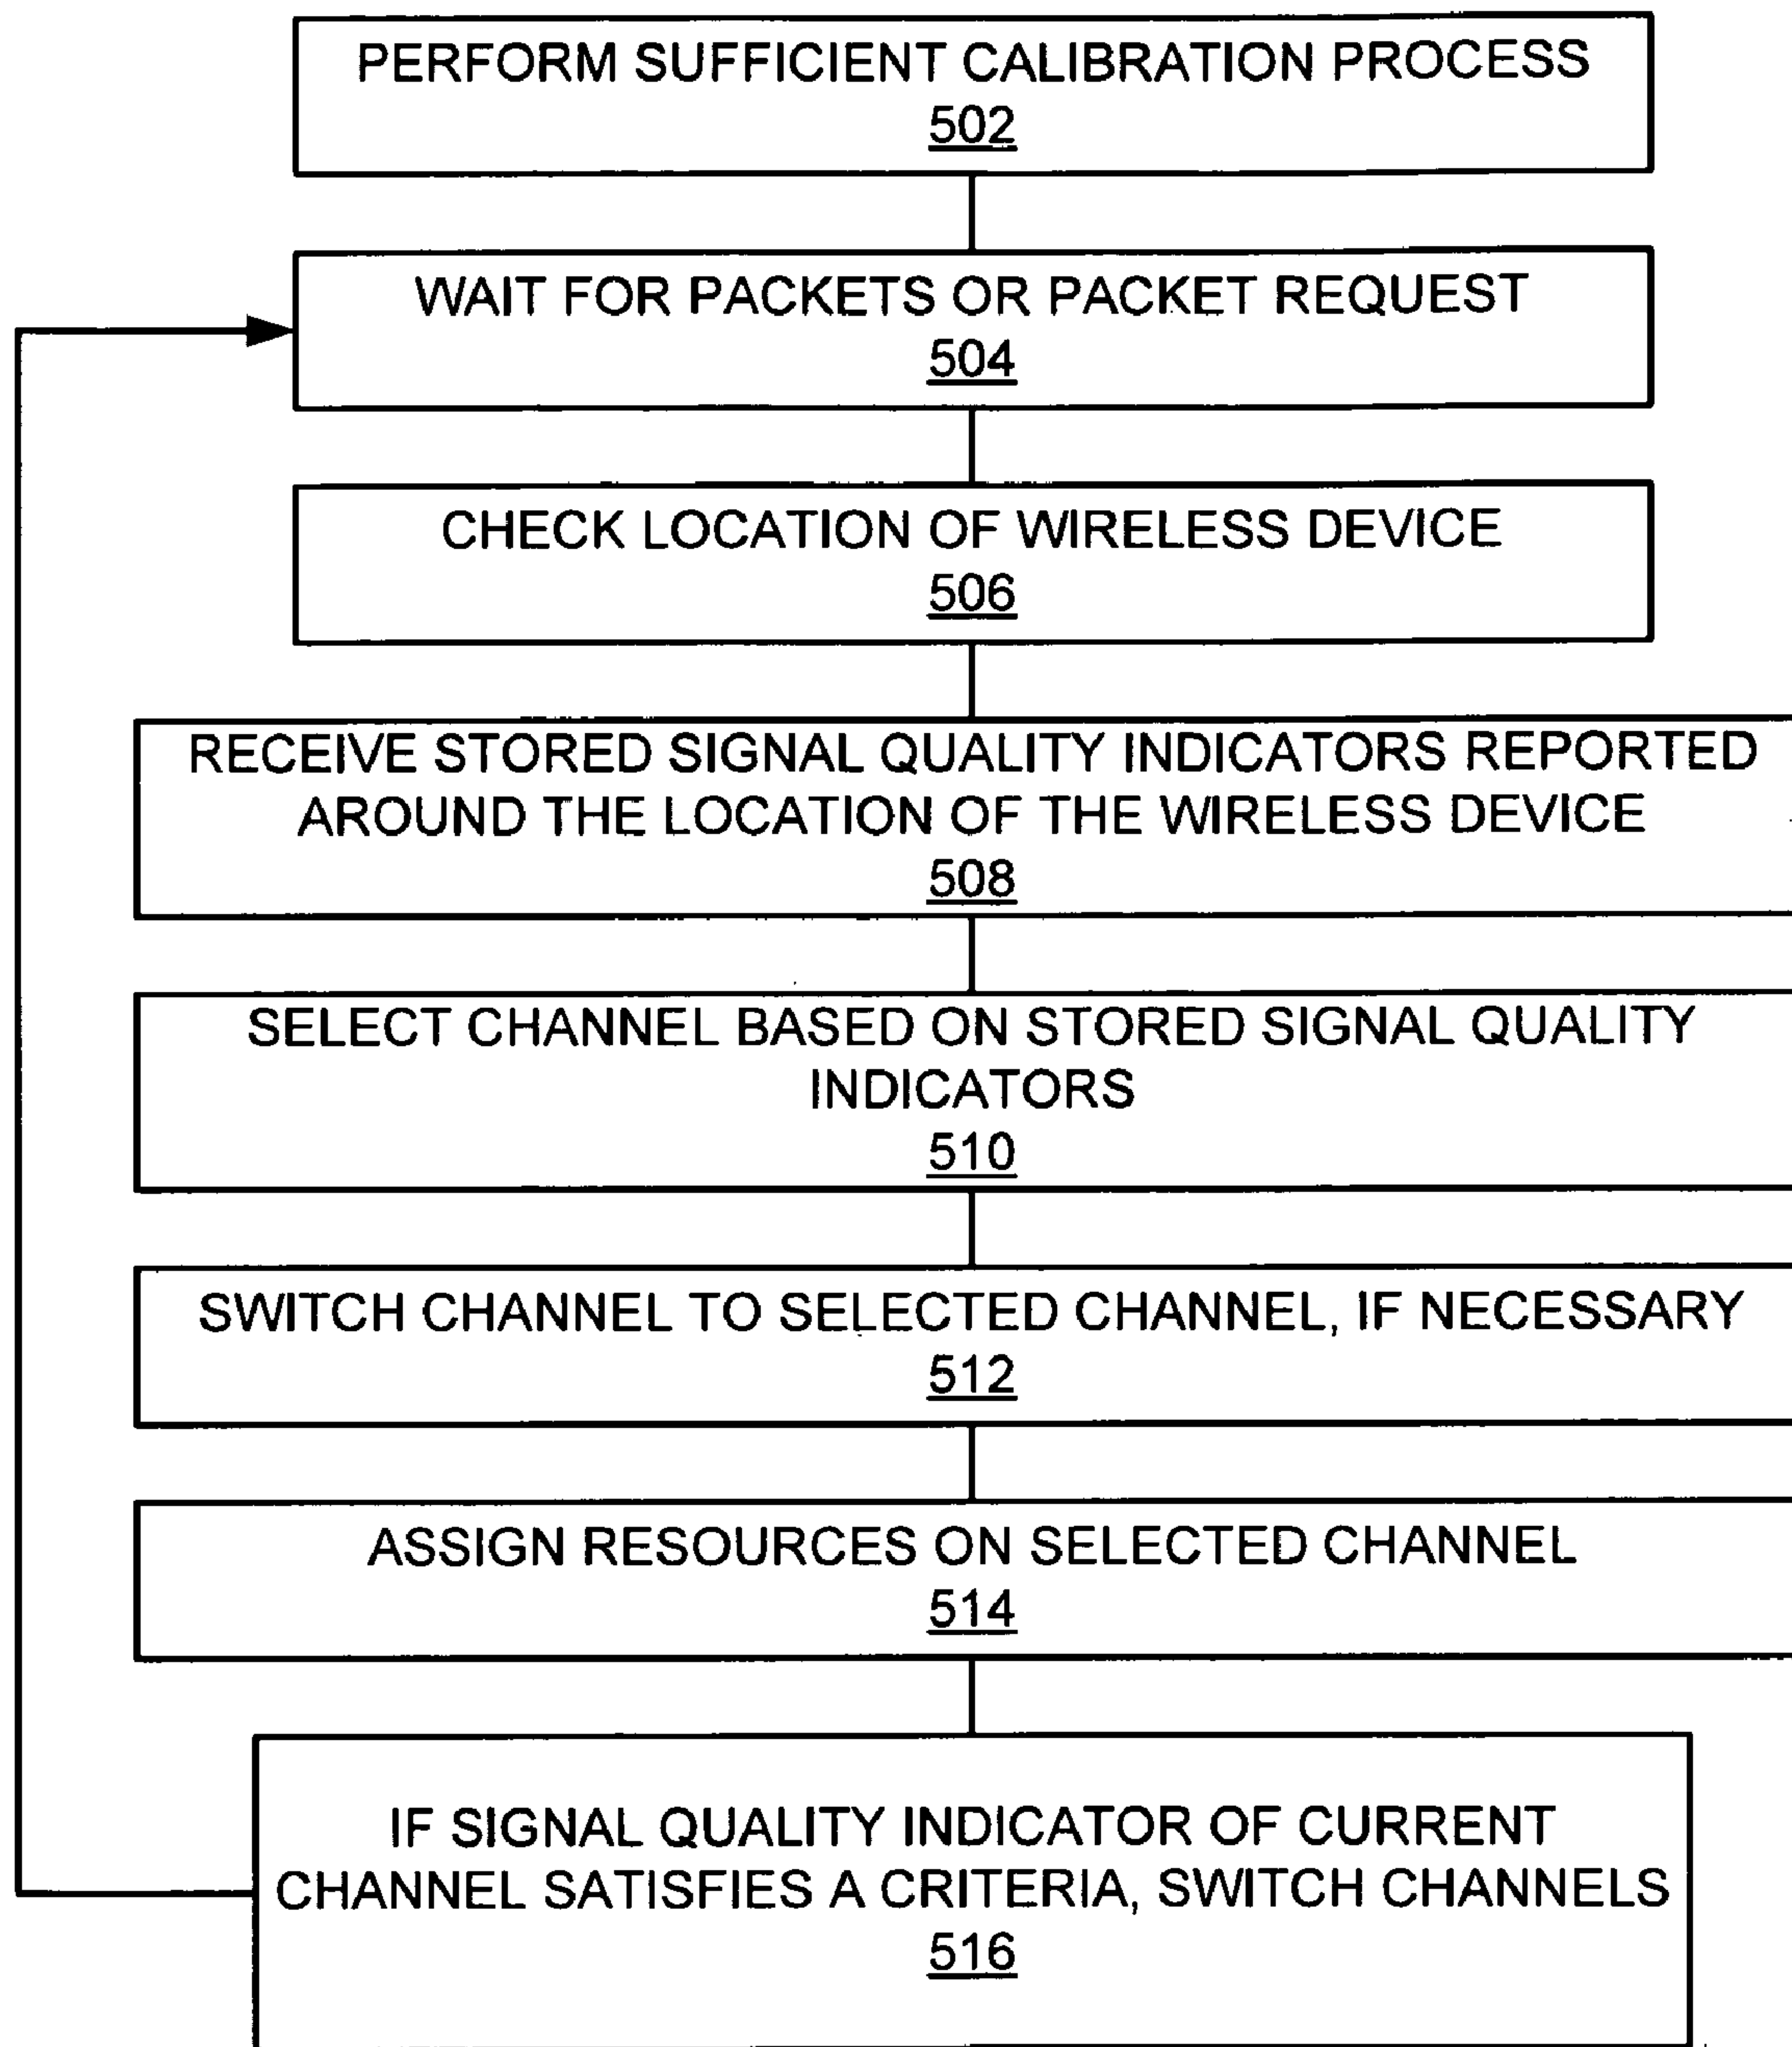 PERFORM SUFFICIENT CALIBRATION PROCESS
502
WAIT FOR PACKETS OR PACKET REQUEST
504
CHECK LOCATION OF WIRELESS DEVICE
506
RECEIVE STORED SIGNAL QUALITY INDICATORS REPORTED
AROUND THE LOCATION OF THE WIRELESS DEVICE
508
SELECT CHANNEL BASED ON STORED SIGNAL QUALITY
INDICATORS
510
SWITCH CHANNEL TO SELECTED CHANNEL, IF NECESSARY
512
ASSIGN RESOURCES ON SELECTED CHANNEL
514
IF SIGNAL QUALITY INDICATOR OF CURRENT
CHANNEL SATISFIES A CRITERIA, SWITCH CHANNELS
516